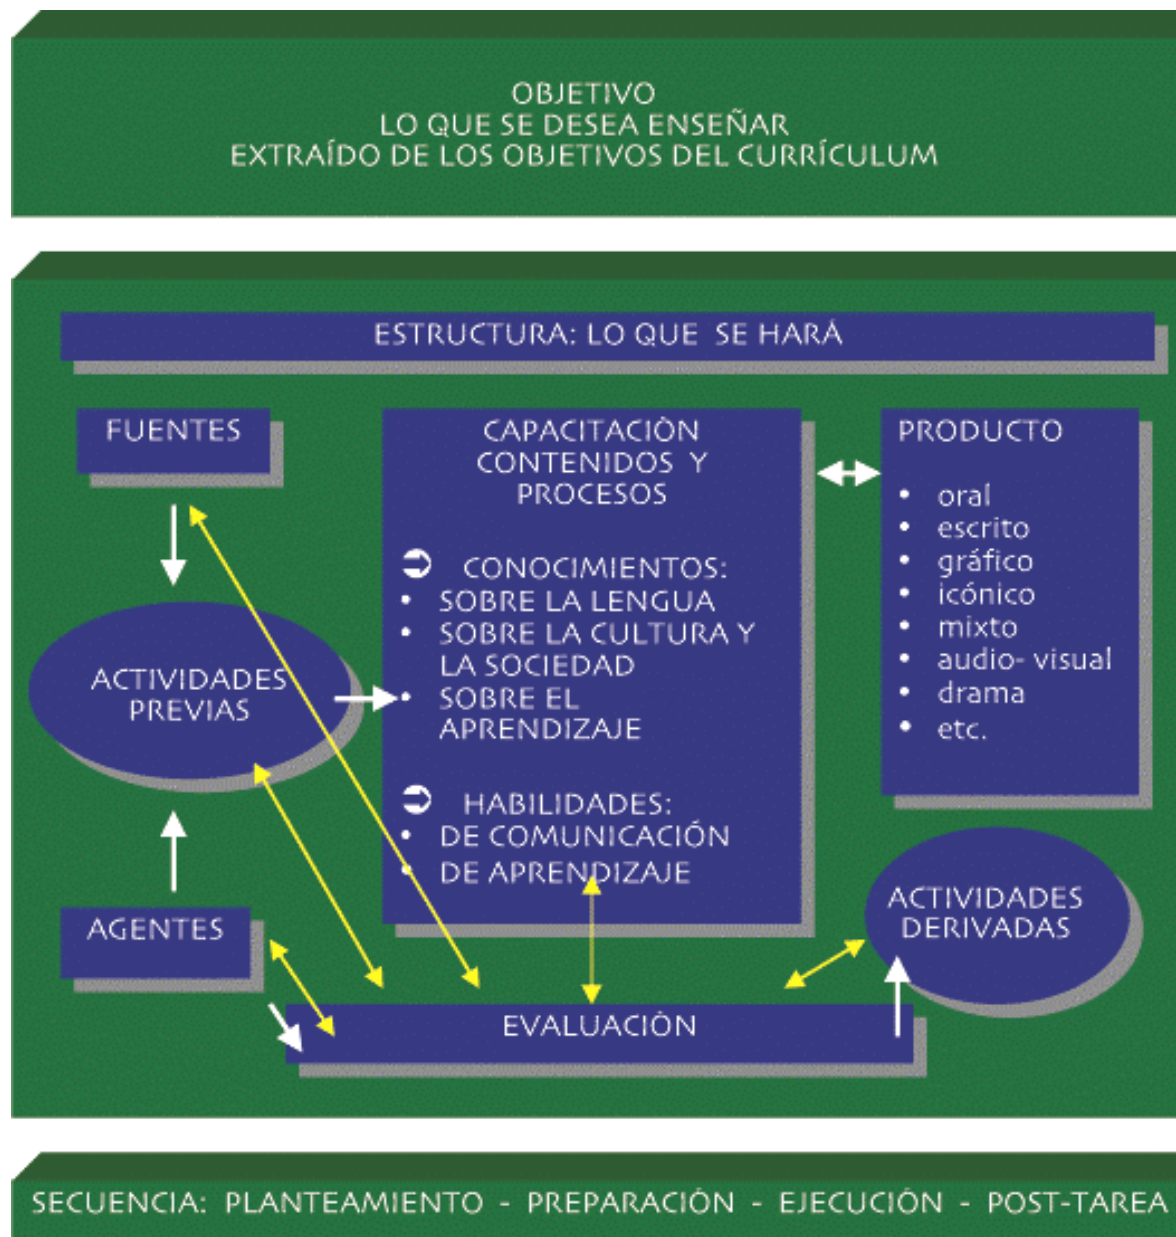 OBJETIVO
LO QUE SE DESEA ENSEÑAR
EXTRAÍDO DE LOS OBJETIVOS DEL CURRÍCULUM
ESTRUCTURA: LO QUE SE HARÁ
FUENTES
ACTIVIDADES
PREVIAS
AGENTES
CAPACITACIÒN
CONTENIDOS Y
PROCESOS
➲ CONOCIMIENTOS:
• SOBRE LA LENGUA
• SOBRE LA CULTURA Y
LA SOCIEDAD
• SOBRE EL
APRENDIZAJE
➲ HABILIDADES:
• DE COMUNICACIÓN
• DE APRENDIZAJE
PRODUCTO
• oral
• escrito
• gráfico
• icónico
• mixto
• audio- visual
• drama
• etc.
ACTIVIDADES
DERIVADAS
EVALUACIÒN
SECUENCIA: PLANTEAMIENTO - PREPARACIÓN - EJECUCIÓN - POST-TAREA